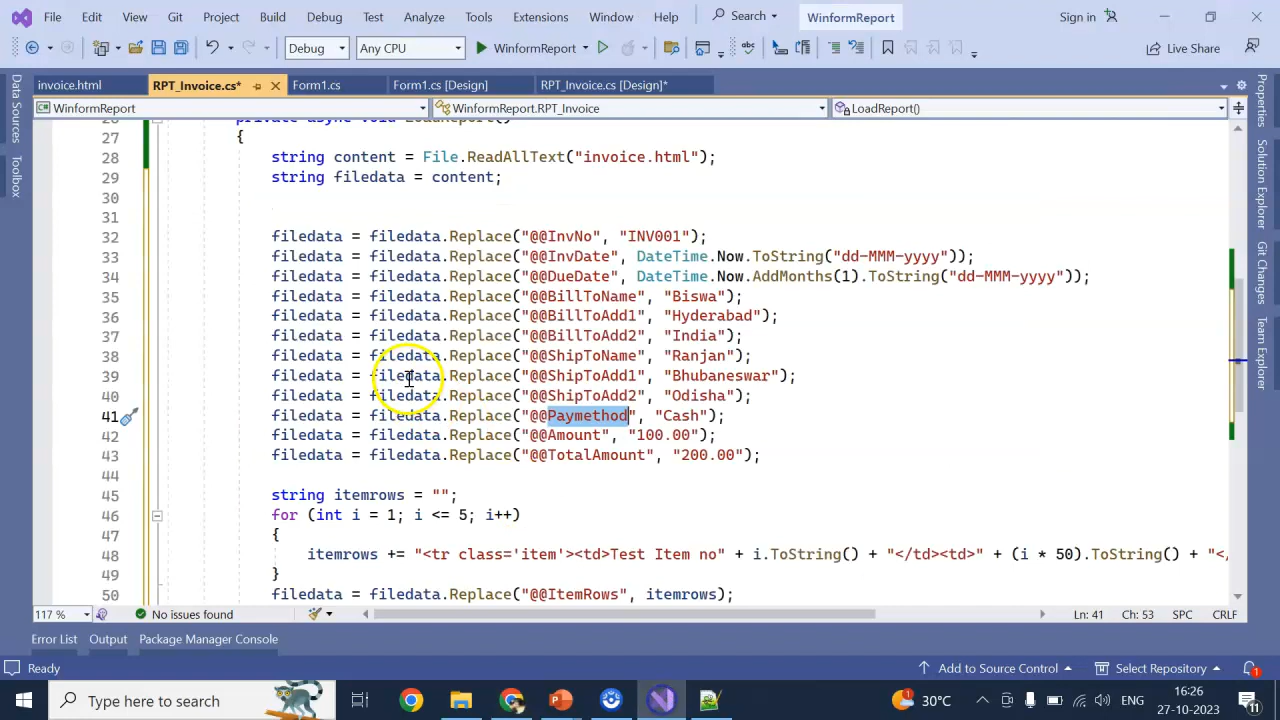 File Edit View Git Project Build Debug Test Analyze Tools Extensions Window Help Search WinformReport Sign in
Debug Any CPU WinformReport Live Share
invoice.html RPT_Invoice.cs* Form1.cs Form1.cs [Design] RPT_Invoice.cs [Design]*
WinformReport WinformReport.RPT_Invoice LoadReport()
Data Sources
Toolbox
Properties
Solution Explorer
Git Changes
Team Explorer
27 {
28 string content = File.ReadAllText("invoice.html");
29 string filedata = content;
30
31
32 filedata = filedata.Replace("@@InvNo", "INV001");
33 filedata = filedata.Replace("@@InvDate", DateTime.Now.ToString("dd-MMM-yyyy"));
34 filedata = filedata.Replace("@@DueDate", DateTime.Now.AddMonths(1).ToString("dd-MMM-yyyy"));
35 filedata = filedata.Replace("@@BillToName", "Biswa");
36 filedata = filedata.Replace("@@BillToAdd1", "Hyderabad");
37 filedata = filedata.Replace("@@BillToAdd2", "India");
38 filedata = filedata.Replace("@@ShipToName", "Ranjan");
39 filedata = filedata.Replace("@@ShipToAdd1", "Bhubaneswar");
40 filedata = filedata.Replace("@@ShipToAdd2", "Odisha");
41 filedata = filedata.Replace("@@Paymethod", "Cash");
42 filedata = filedata.Replace("@@Amount", "100.00");
43 filedata = filedata.Replace("@@TotalAmount", "200.00");
44
45 string itemrows = "";
46 for (int i = 1; i <= 5; i++)
47 {
48 itemrows += "<tr class='item'><td>Test Item no" + i.ToString() + "</td><td>" + (i * 50).ToString() + "</
49 }
50 filedata = filedata.Replace("@@ItemRows", itemrows);
117 % No issues found Ln: 41 Ch: 53 SPC CRLF
Error List Output Package Manager Console
Ready Add to Source Control Select Repository 1
Type here to search 30°C ENG 16:26
27-10-2023 11